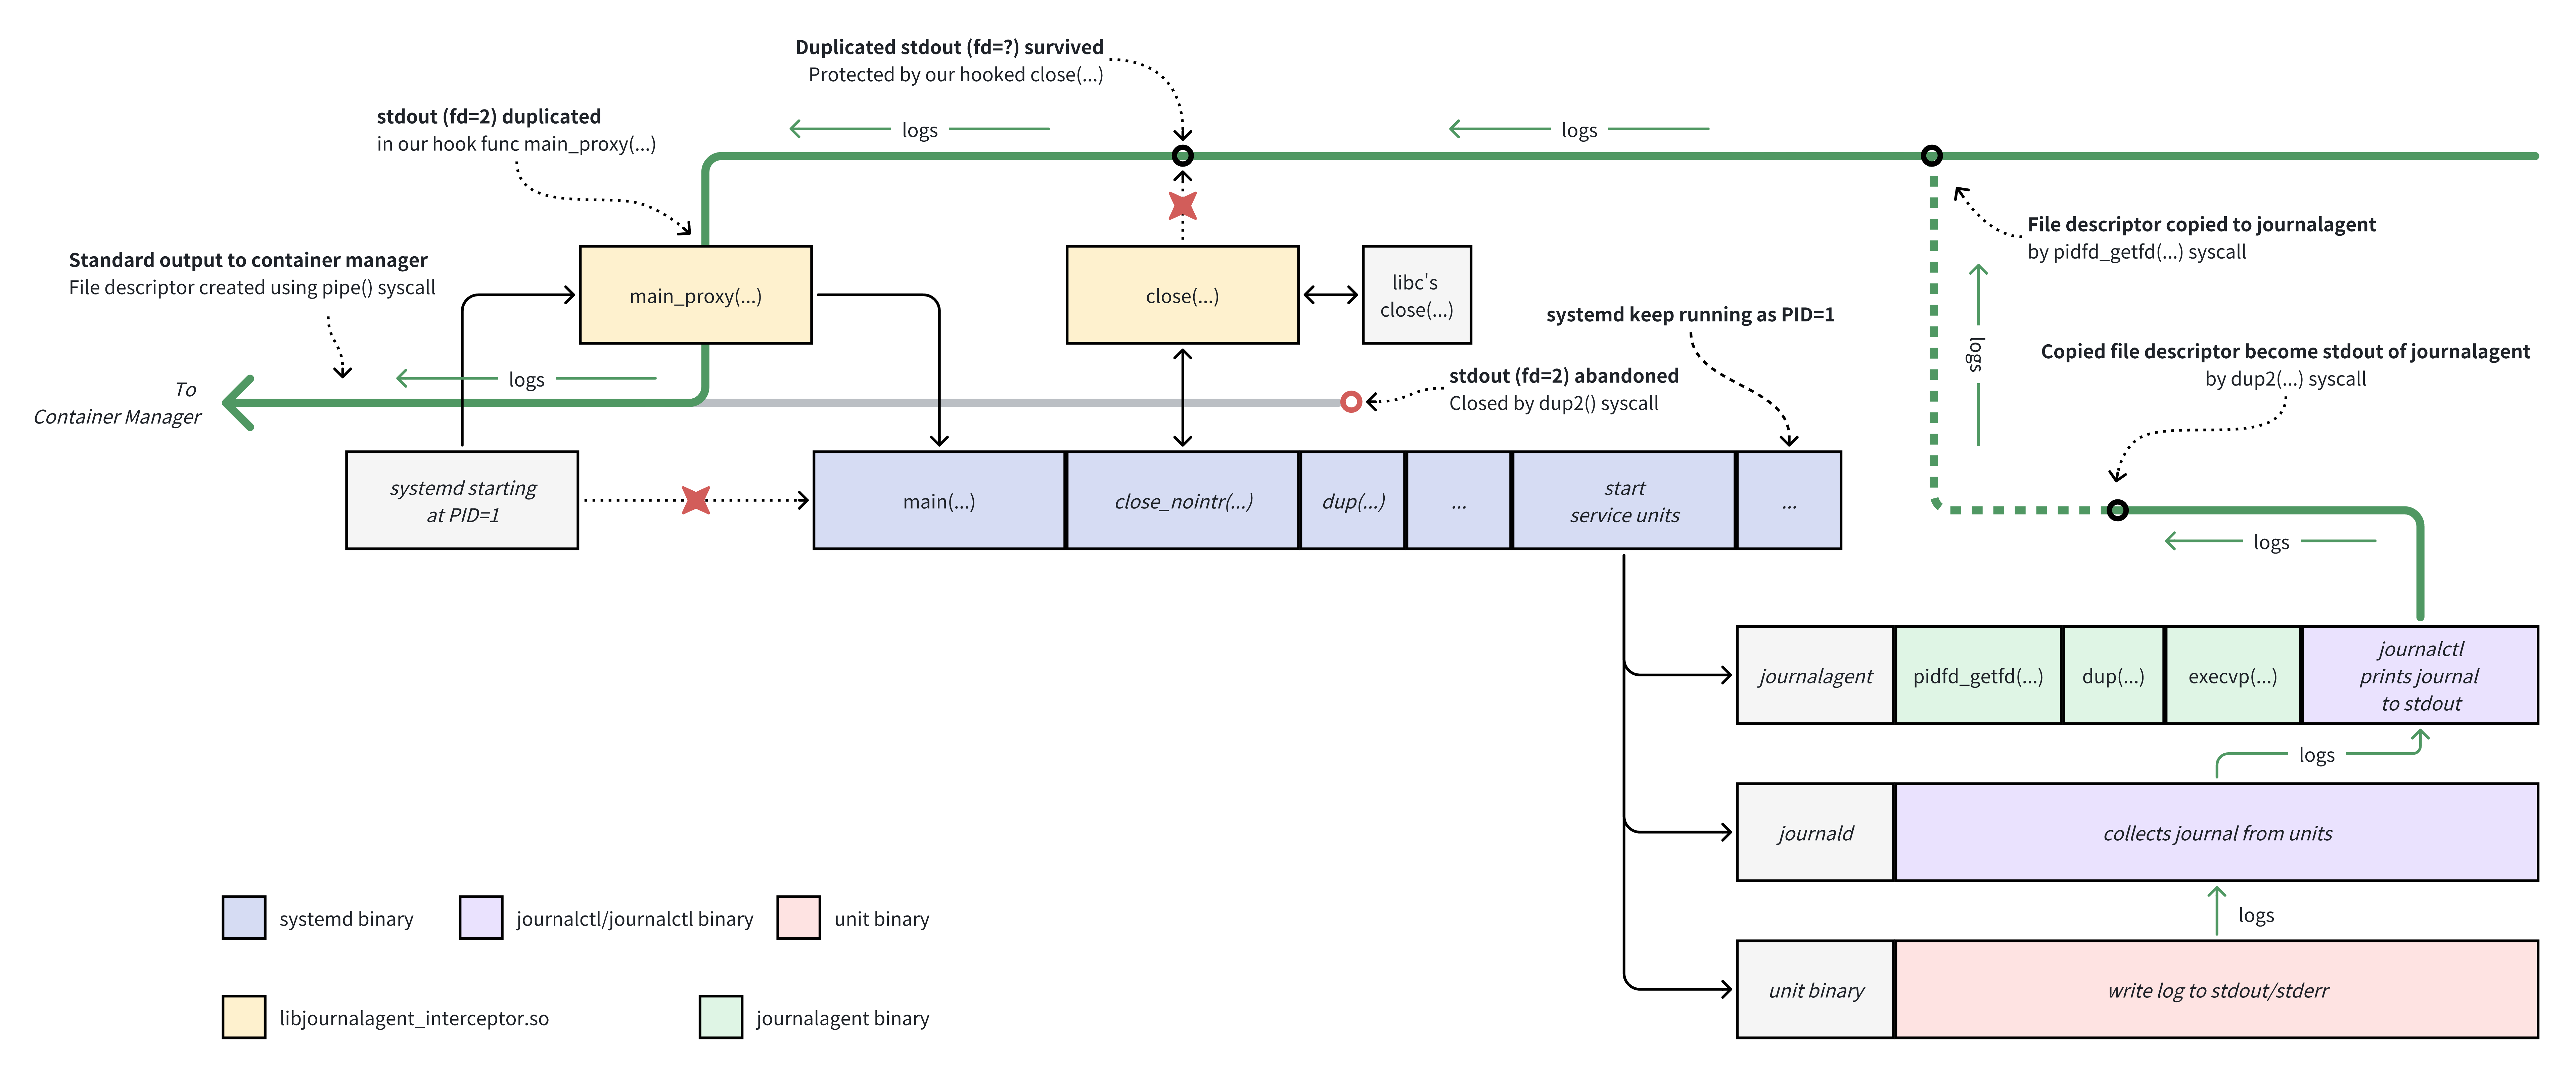 Duplicated stdout (fd=?) survived
Protected by our hooked close(...)
stdout (fd=2) duplicated
in our hook func main_proxy(...)
logs
logs
Standard output to container manager
File descriptor created using pipe() syscall
main_proxy(...)
close(...)
libc's
close(...)
File descriptor copied to journalagent
by pidfd_getfd(...) syscall
systemd keep running as PID=1
logs
Copied file descriptor become stdout of journalagent
by dup2(...) syscall
To
Container Manager
logs
stdout (fd=2) abandoned
Closed by dup2() syscall
systemd starting
at PID=1
main(...)
close_nointr(...)
dup(...)
...
start
service units
...
logs
journalagent
pidfd_getfd(...)
dup(...)
execvp(...)
journalctl
prints journal
to stdout
logs
journald
collects journal from units
logs
unit binary
write log to stdout/stderr
systemd binary
journalctl/journalctl binary
unit binary
libjournalagent_interceptor.so
journalagent binary